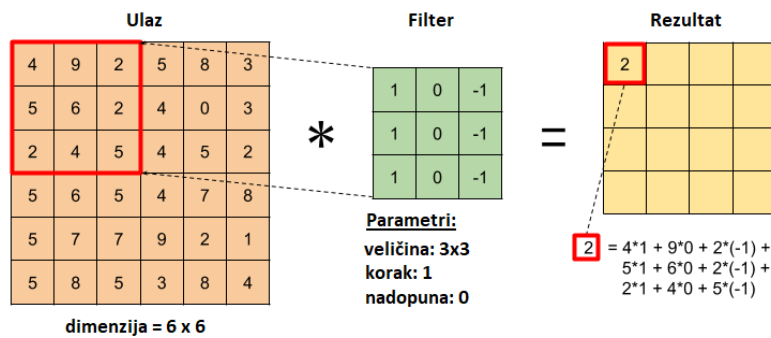 Ulaz Filter Rezultat
4 9 2 5 8 3
5 6 2 4 0 3
2 4 5 4 5 2
5 6 5 4 7 8
5 7 7 9 2 1
5 8 5 3 8 4
dimenzija = 6 x 6
*
1 0 -1
1 0 -1
1 0 -1
Parametri:
veličina: 3x3
korak: 1
nadopuna: 0
=
2
2 = 4*1 + 9*0 + 2*(-1) +
5*1 + 6*0 + 2*(-1) +
2*1 + 4*0 + 5*(-1)